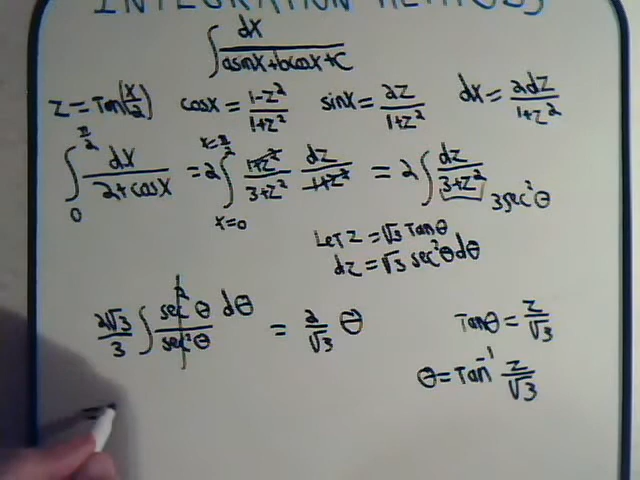 INTEGRATION METHODS
∫ dx / (asinx + bcosx + c)
z = Tan(x/2) cosx = (1-z²)/(1+z²) sinx = 2z/(1+z²) dx = 2dz/(1+z²)
∫₀^(π/2) dx/(2+cosx) = 2 ∫_(x=0)^(x=π/2) (1+z²)/(3+z²) dz/(1+z²) = 2 ∫ dz/(3+z²) 3sec²θ
Let z = √3 Tanθ
dz = √3 sec²θdθ
2√3/3 ∫ sec²θ/sec²θ dθ = 2/√3 θ Tanθ = z/√3
θ = Tan⁻¹ z/√3